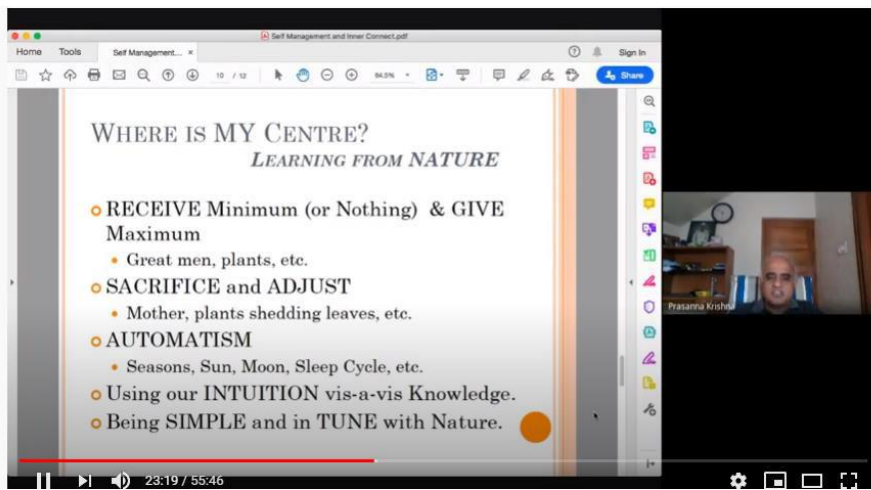 Self Management and Inner Connect.pdf
Home Tools Self Management... × Sign In
10 / 12 84.5% Share
WHERE IS MY CENTRE?
LEARNING FROM NATURE
RECEIVE Minimum (or Nothing) & GIVE
Maximum
• Great men, plants, etc.
SACRIFICE and ADJUST
• Mother, plants shedding leaves, etc.
AUTOMATISM
• Seasons, Sun, Moon, Sleep Cycle, etc.
Using our INTUITION vis-a-vis Knowledge.
Being SIMPLE and in TUNE with Nature.
Prasanna Krishna
23:19 / 55:46